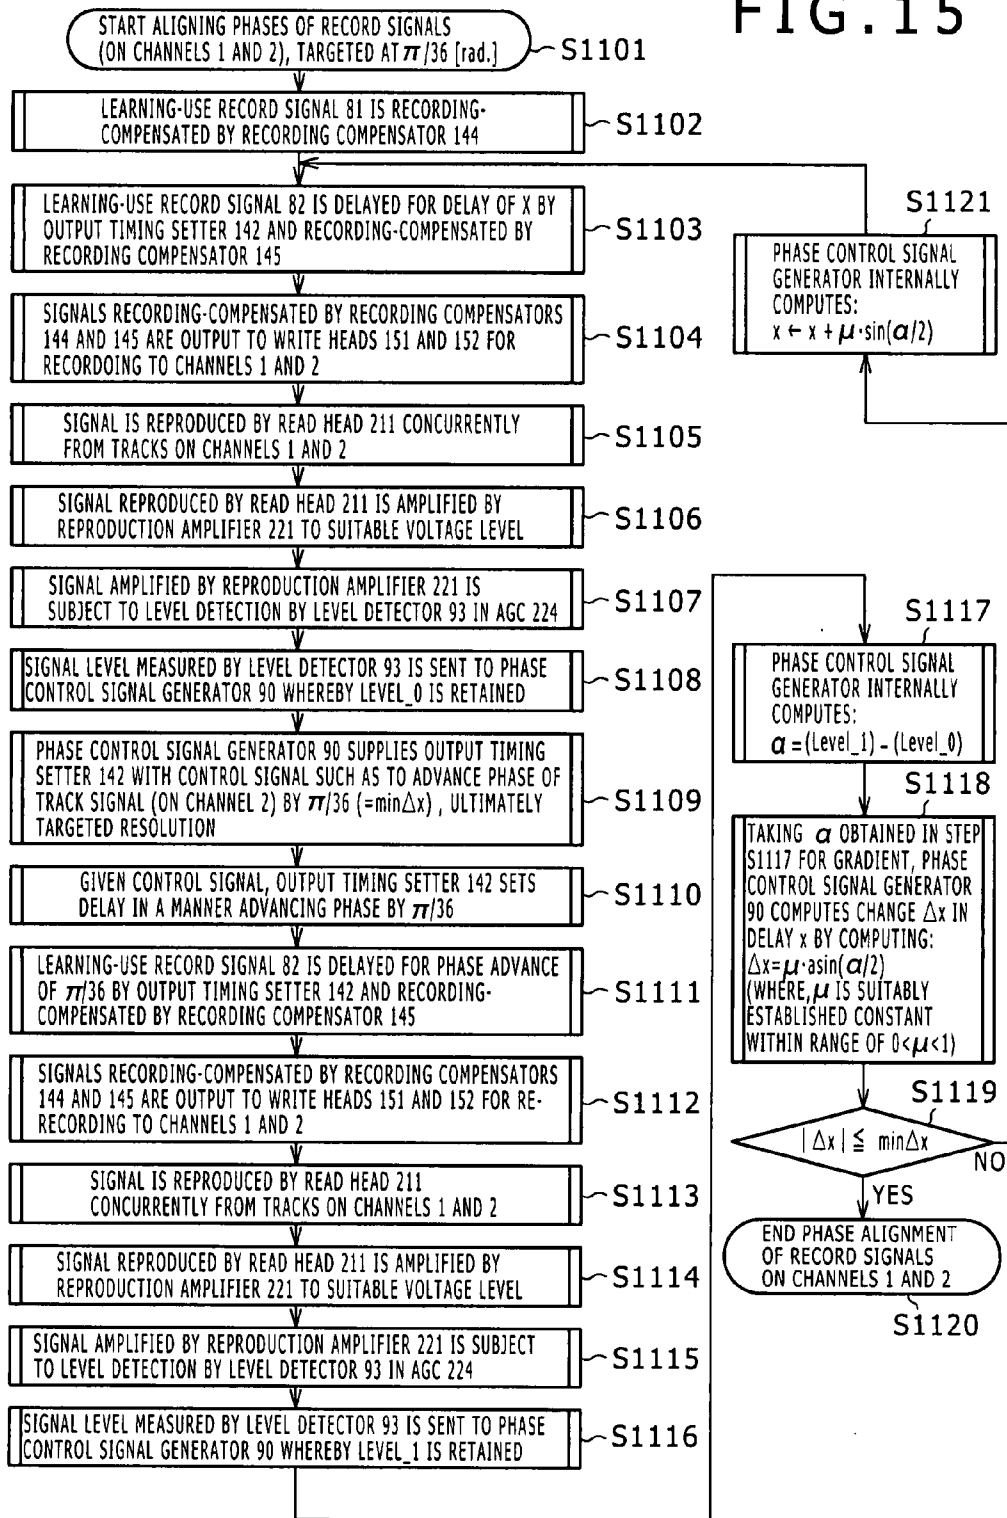 FIG.15
START ALIGNING PHASES OF RECORD SIGNALS
(ON CHANNELS 1 AND 2), TARGETED AT π/36 [rad.]
S1101
LEARNING-USE RECORD SIGNAL 81 IS RECORDING-
COMPENSATED BY RECORDING COMPENSATOR 144
S1102
LEARNING-USE RECORD SIGNAL 82 IS DELAYED FOR DELAY OF X BY
OUTPUT TIMING SETTER 142 AND RECORDING-COMPENSATED BY
RECORDING COMPENSATOR 145
S1103
SIGNALS RECORDING-COMPENSATED BY RECORDING COMPENSATORS
144 AND 145 ARE OUTPUT TO WRITE HEADS 151 AND 152 FOR
RECORDOING TO CHANNELS 1 AND 2
S1104
SIGNAL IS REPRODUCED BY READ HEAD 211 CONCURRENTLY
FROM TRACKS ON CHANNELS 1 AND 2
S1105
SIGNAL REPRODUCED BY READ HEAD 211 IS AMPLIFIED BY
REPRODUCTION AMPLIFIER 221 TO SUITABLE VOLTAGE LEVEL
S1106
SIGNAL AMPLIFIED BY REPRODUCTION AMPLIFIER 221 IS
SUBJECT TO LEVEL DETECTION BY LEVEL DETECTOR 93 IN AGC 224
S1107
SIGNAL LEVEL MEASURED BY LEVEL DETECTOR 93 IS SENT TO PHASE
CONTROL SIGNAL GENERATOR 90 WHEREBY LEVEL_0 IS RETAINED
S1108
PHASE CONTROL SIGNAL GENERATOR 90 SUPPLIES OUTPUT TIMING
SETTER 142 WITH CONTROL SIGNAL SUCH AS TO ADVANCE PHASE OF
TRACK SIGNAL (ON CHANNEL 2) BY π/36 (=minΔx), ULTIMATELY
TARGETED RESOLUTION
S1109
GIVEN CONTROL SIGNAL, OUTPUT TIMING SETTER 142 SETS
DELAY IN A MANNER ADVANCING PHASE BY π/36
S1110
LEARNING-USE RECORD SIGNAL 82 IS DELAYED FOR PHASE ADVANCE
OF π/36 BY OUTPUT TIMING SETTER 142 AND RECORDING-
COMPENSATED BY RECORDING COMPENSATOR 145
S1111
SIGNALS RECORDING-COMPENSATED BY RECORDING COMPENSATORS
144 AND 145 ARE OUTPUT TO WRITE HEADS 151 AND 152 FOR RE-
RECORDING TO CHANNELS 1 AND 2
S1112
SIGNAL IS REPRODUCED BY READ HEAD 211
CONCURRENTLY FROM TRACKS ON CHANNELS 1 AND 2
S1113
SIGNAL REPRODUCED BY READ HEAD 211 IS AMPLIFIED BY
REPRODUCTION AMPLIFIER 221 TO SUITABLE VOLTAGE LEVEL
S1114
SIGNAL AMPLIFIED BY REPRODUCTION AMPLIFIER 221 IS SUBJECT
TO LEVEL DETECTION BY LEVEL DETECTOR 93 IN AGC 224
S1115
SIGNAL LEVEL MEASURED BY LEVEL DETECTOR 93 IS SENT TO PHASE
CONTROL SIGNAL GENERATOR 90 WHEREBY LEVEL_1 IS RETAINED
S1116
S1117
PHASE CONTROL SIGNAL
GENERATOR INTERNALLY
COMPUTES:
α=(Level_1)-(Level_0)
S1118
TAKING α OBTAINED IN STEP
S1117 FOR GRADIENT, PHASE
CONTROL SIGNAL GENERATOR
90 COMPUTES CHANGE Δx IN
DELAY x BY COMPUTING:
Δx=μ·asin(α/2)
(WHERE,μ IS SUITABLY
ESTABLISHED CONSTANT
WITHIN RANGE OF 0<μ<1)
S1119
|Δx| ≦ minΔx
NO
YES
END PHASE ALIGNMENT
OF RECORD SIGNALS
ON CHANNELS 1 AND 2
S1120
S1121
PHASE CONTROL SIGNAL
GENERATOR INTERNALLY
COMPUTES:
x ← x + μ·sin(α/2)